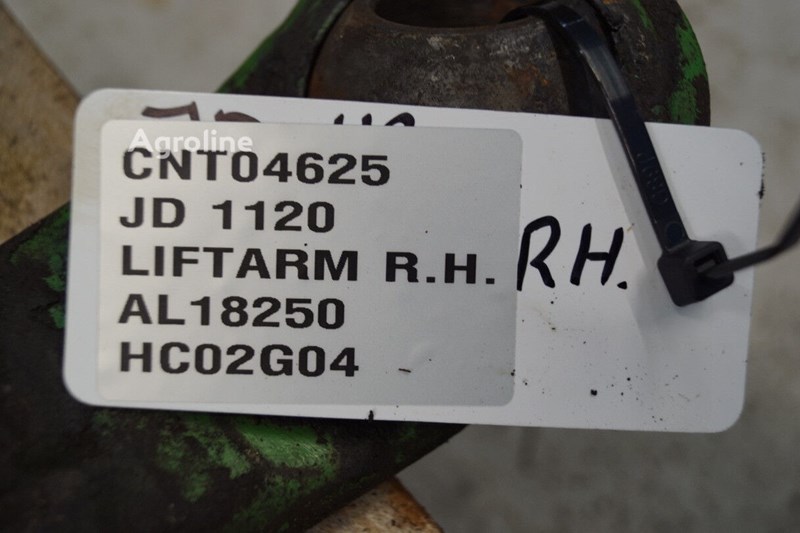 Agroline
CNT04625
JD 1120
LIFTARM R.H.
AL18250
HC02G04
RH.